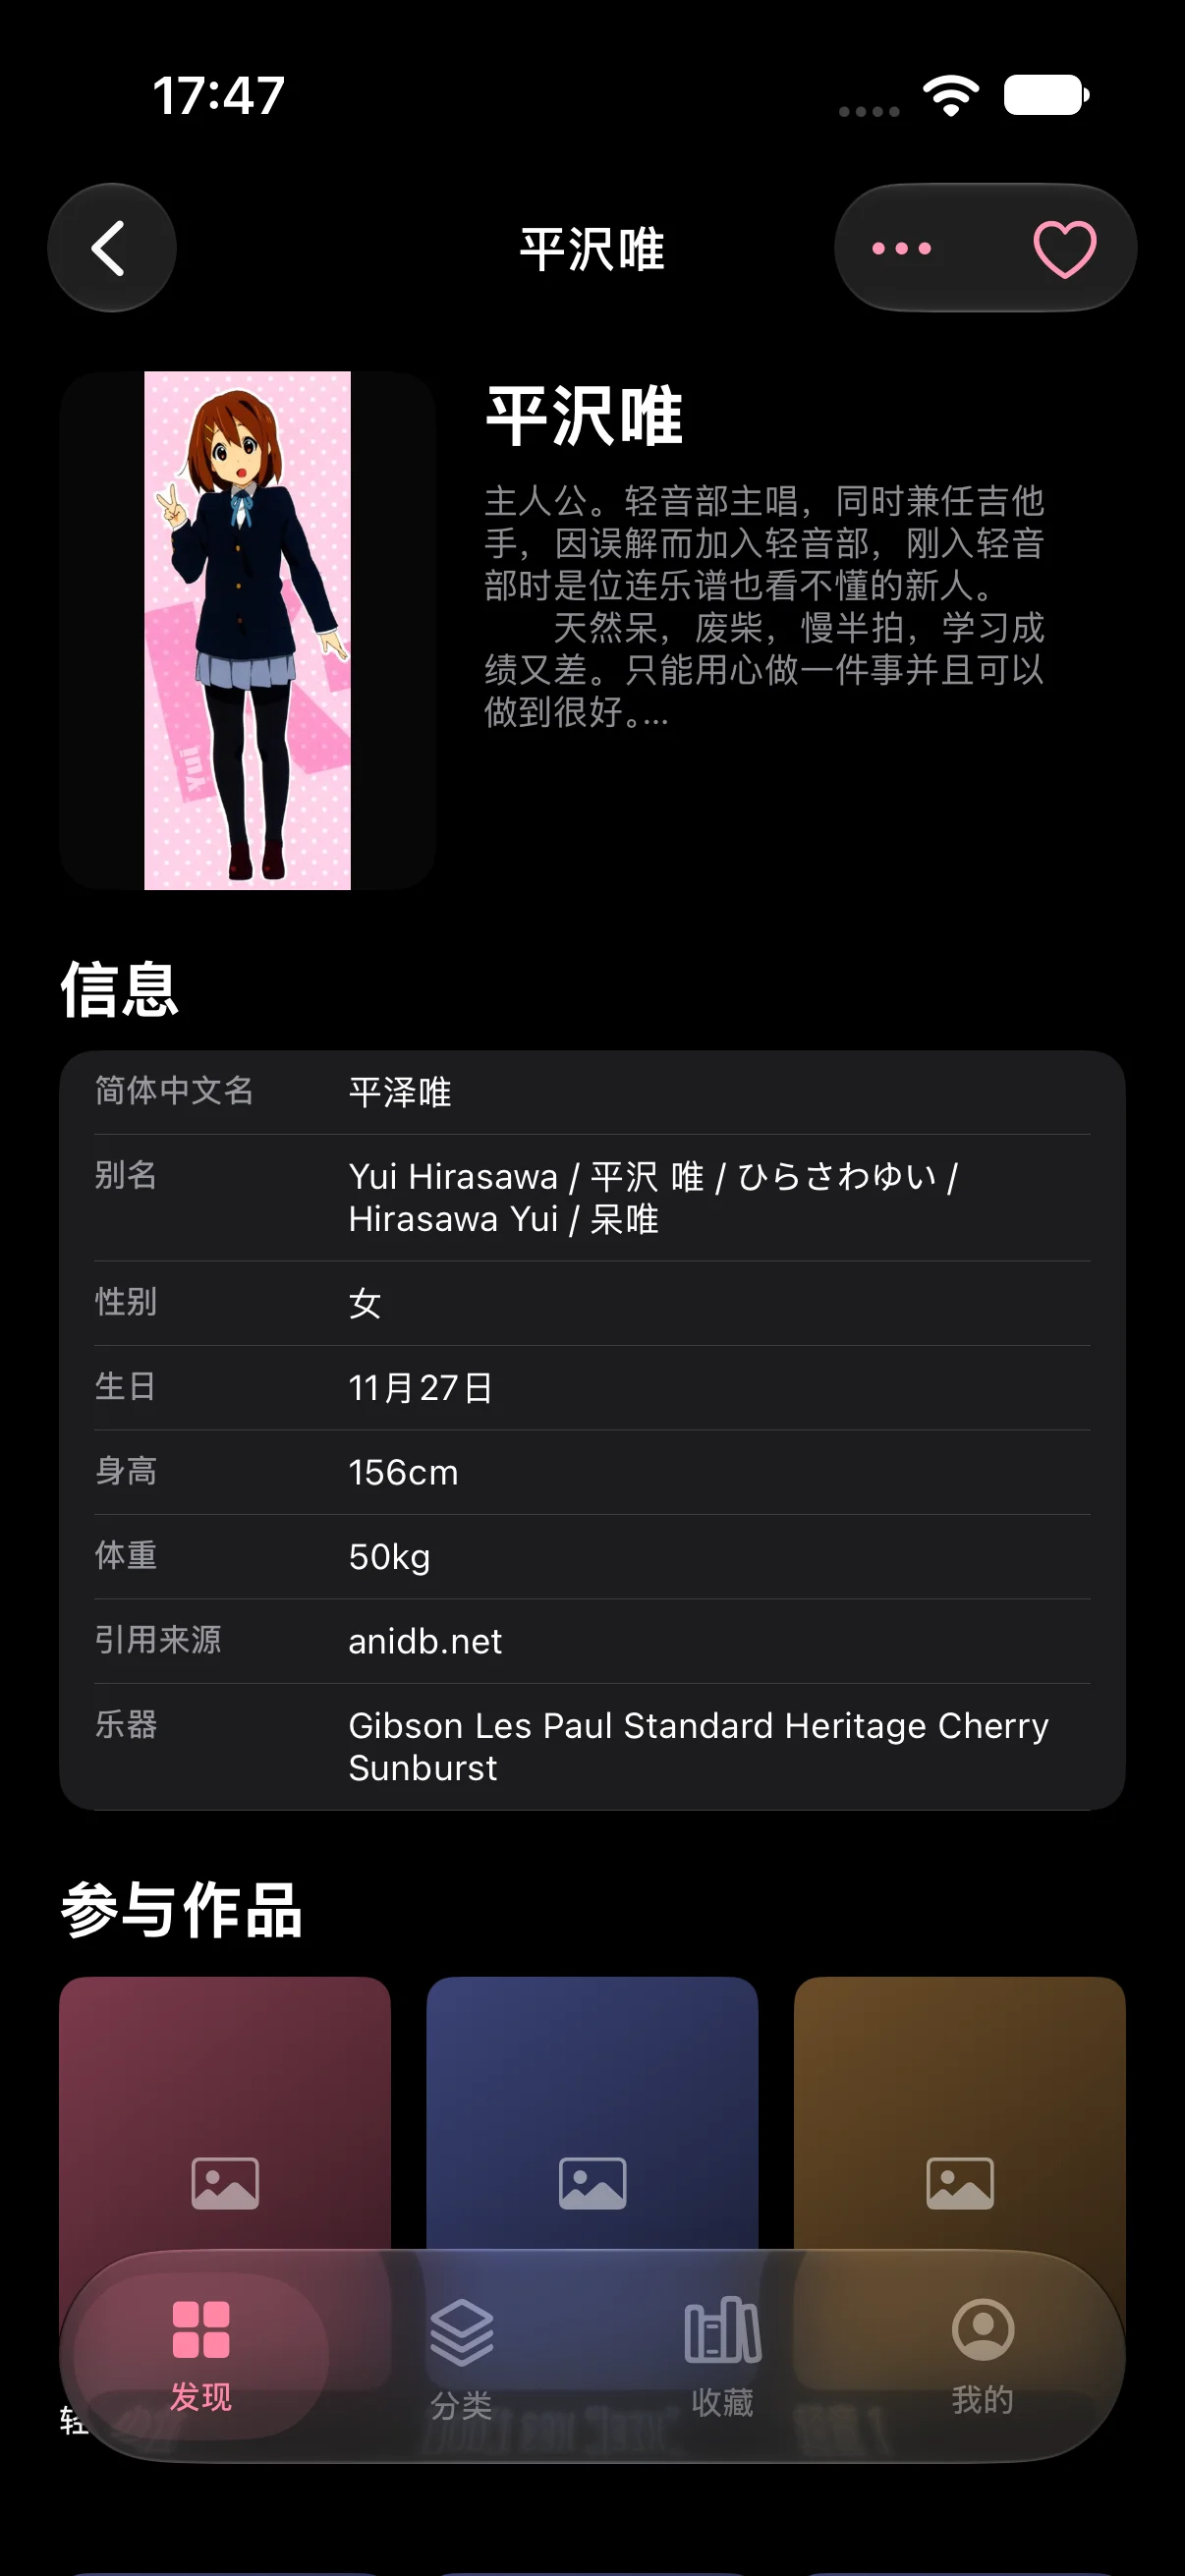 17:47
平沢唯
平沢唯
主人公。轻音部主唱，同时兼任吉他
手，因误解而加入轻音部，刚入轻音
部时是位连乐谱也看不懂的新人。
天然呆，废柴，慢半拍，学习成
绩又差。只能用心做一件事并且可以
做到很好。...
Yui
信息
简体中文名 平泽唯
别名 Yui Hirasawa / 平沢 唯 / ひらさわゆい /
Hirasawa Yui / 呆唯
性别 女
生日 11月27日
身高 156cm
体重 50kg
引用来源 anidb.net
乐器 Gibson Les Paul Standard Heritage Cherry
Sunburst
参与作品
轻
发现 分类 收藏 我的